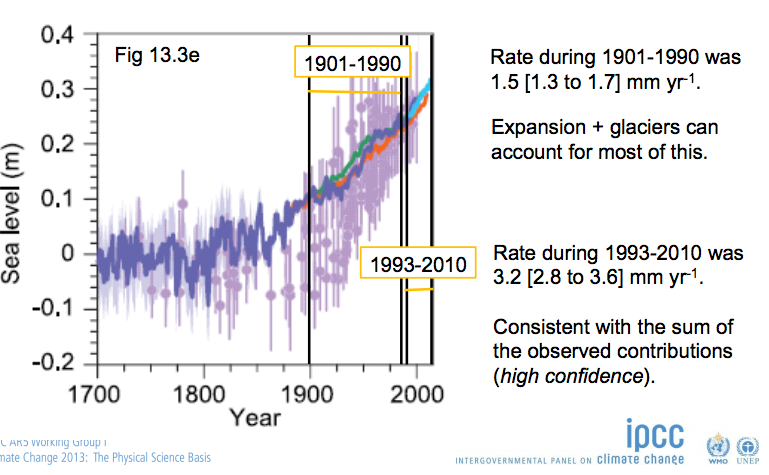 Fig 13.3e
1901-1990
1993-2010
0.4
0.3
0.2
0.1
0
-0.1
-0.2
Sea level (m)
1700
1800
1900
2000
Year
Rate during 1901-1990 was
1.5 [1.3 to 1.7] mm yr-1.
Expansion + glaciers can
account for most of this.
Rate during 1993-2010 was
3.2 [2.8 to 3.6] mm yr-1.
Consistent with the sum of
the observed contributions
(high confidence).
C AR5 Working Group I
mate Change 2013: The Physical Science Basis
ipcc
INTERGOVERNMENTAL PANEL ON climate change
WMO
UNEP